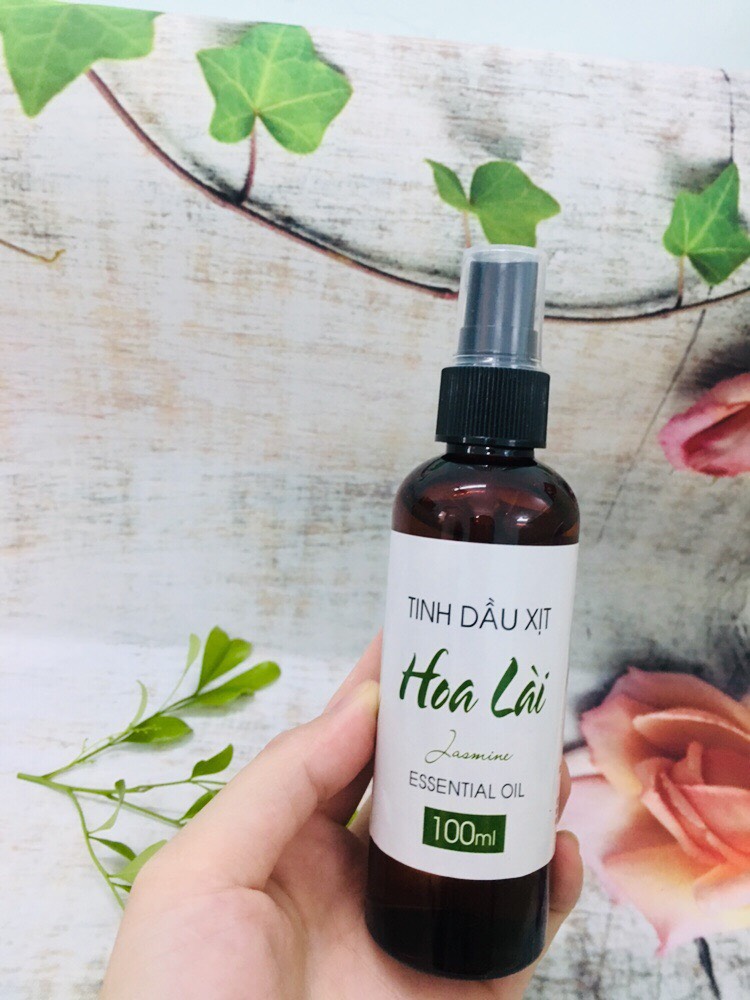 TINH DẦU XỊT
Hoa Lài
Jasmine
ESSENTIAL OIL
100ml